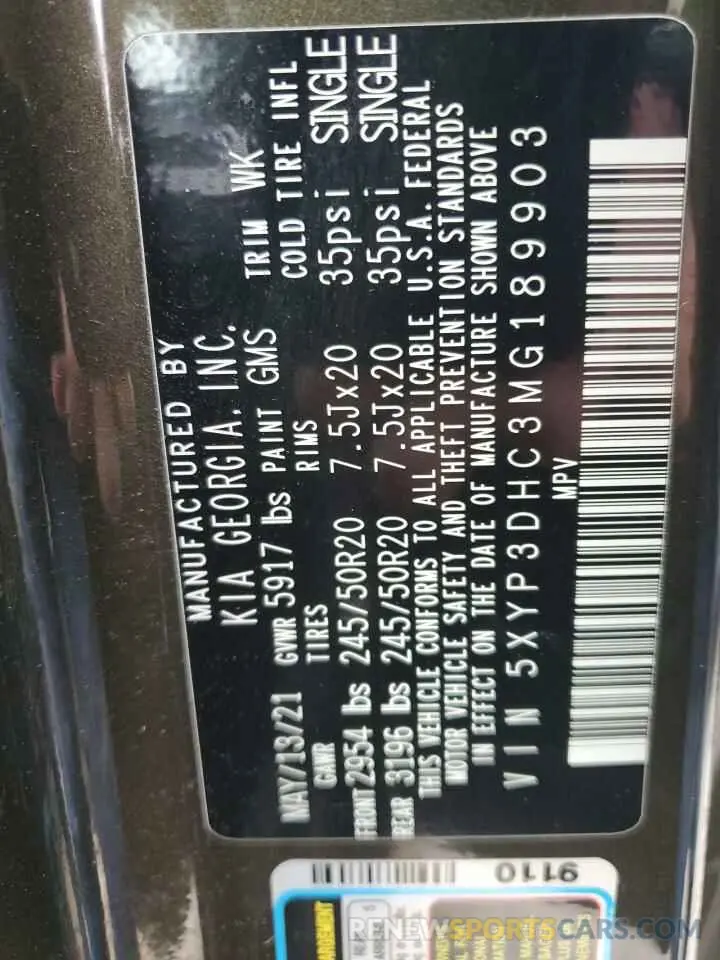 MANUFACTURED BY
KIA GEORGIA, INC.
MAY/13/21 GVWR 5917 lbs PAINT GMS TRIM WK
GAWR TIRES RIMS COLD TIRE INFL
FRONT 2954 lbs 245/50R20 7.5Jx20 35psi SINGLE
REAR 3196 lbs 245/50R20 7.5Jx20 35psi SINGLE
THIS VEHICLE CONFORMS TO ALL APPLICABLE U.S.A. FEDERAL
MOTOR VEHICLE SAFETY AND THEFT PREVENTION STANDARDS
IN EFFECT ON THE DATE OF MANUFACTURE SHOWN ABOVE
VIN 5XYP3DHC3MG189903
MPV
9110
RENEWSPORTCARS.COM